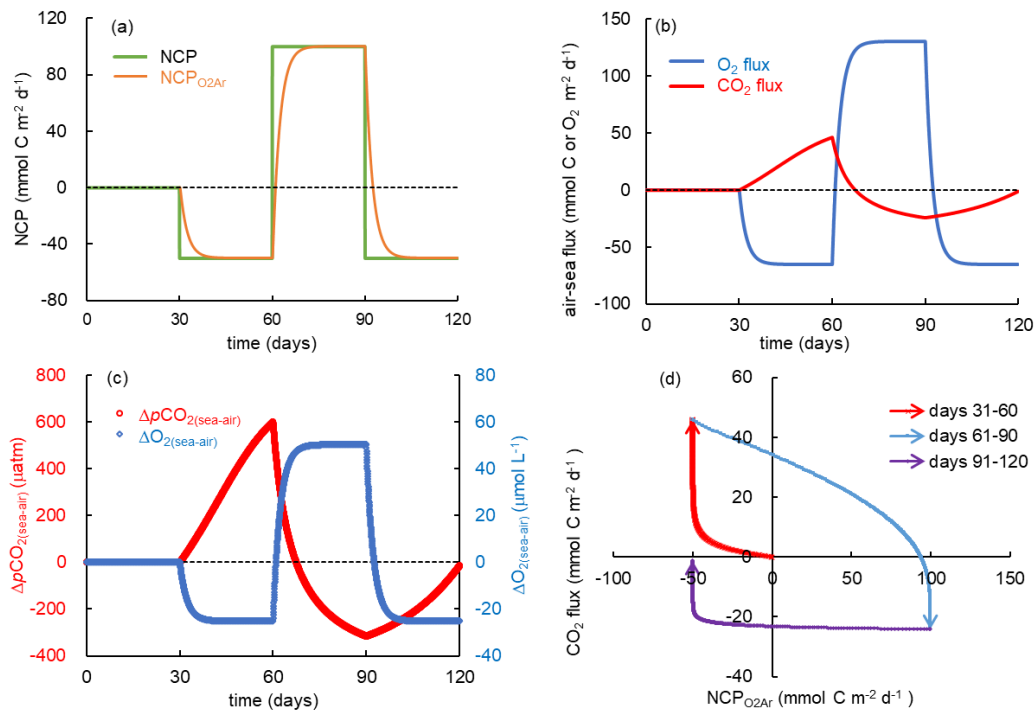 (a)
NCP
NCPO2Ar
NCP (mmol C m-2 d-1)
120
80
40
0
-40
-80
0
30
60
90
120
time (days)
(b)
O2 flux
CO2 flux
air-sea flux (mmol C or O2 m-2 d-1)
150
100
50
0
-50
-100
0
30
60
90
120
time (days)
(c)
ΔpCO2(sea-air)
ΔO2(sea-air)
ΔpCO2(sea-air) (µatm)
800
600
400
200
0
-200
-400
0
30
60
90
120
time (days)
80
60
40
20
0
-20
-40
ΔO2(sea-air) (µmol L-1)
(d)
days 31-60
days 61-90
days 91-120
CO2 flux (mmol C m-2 d-1)
60
40
20
0
-20
-40
-100
-50
0
50
100
150
NCPO2Ar (mmol C m-2 d-1)